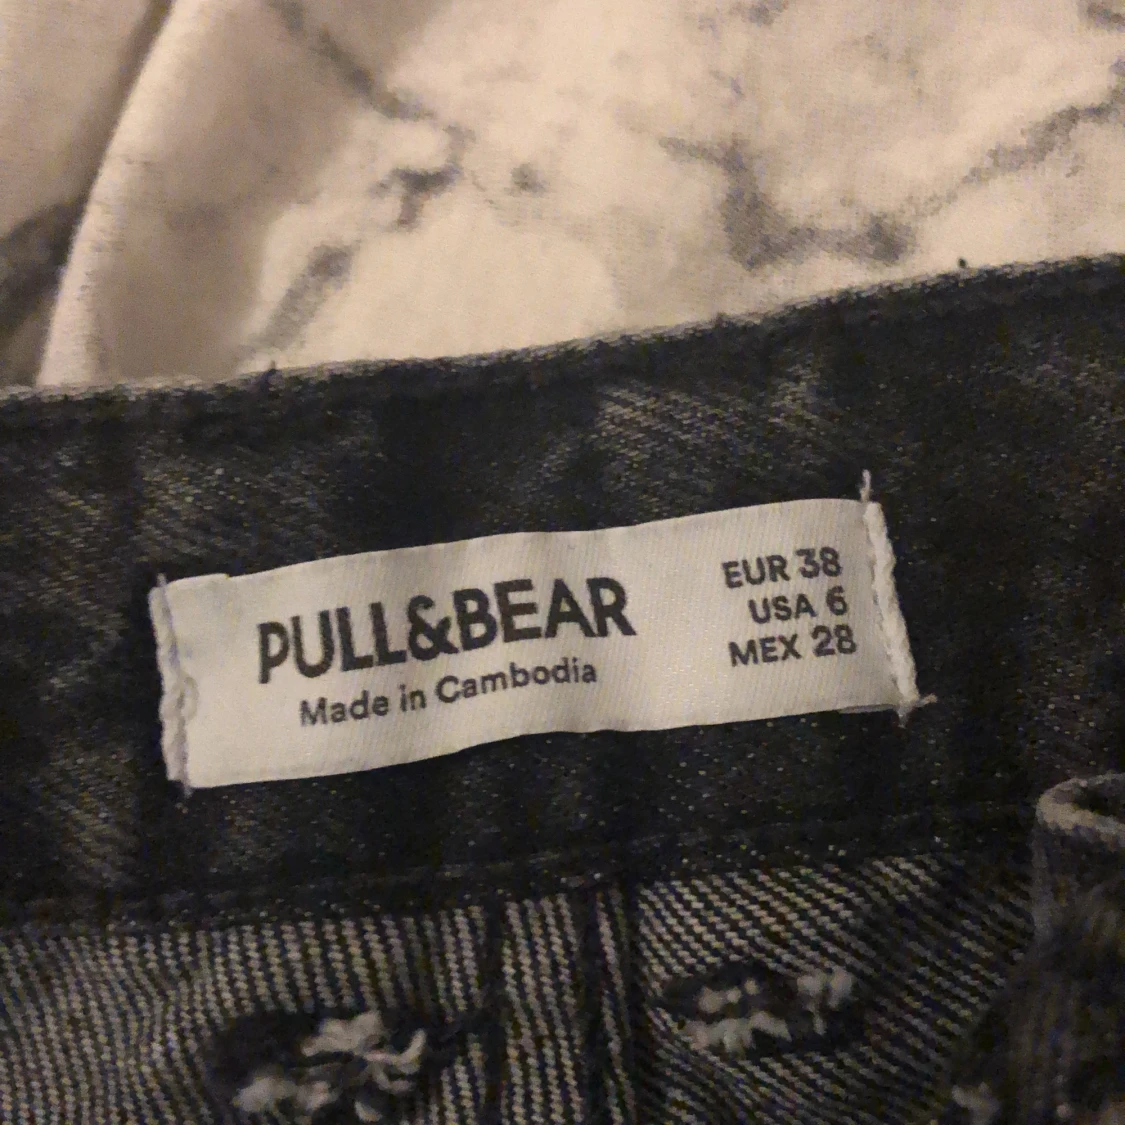 PULL&BEAR
Made in Cambodia
EUR 38
USA 6
MEX 28